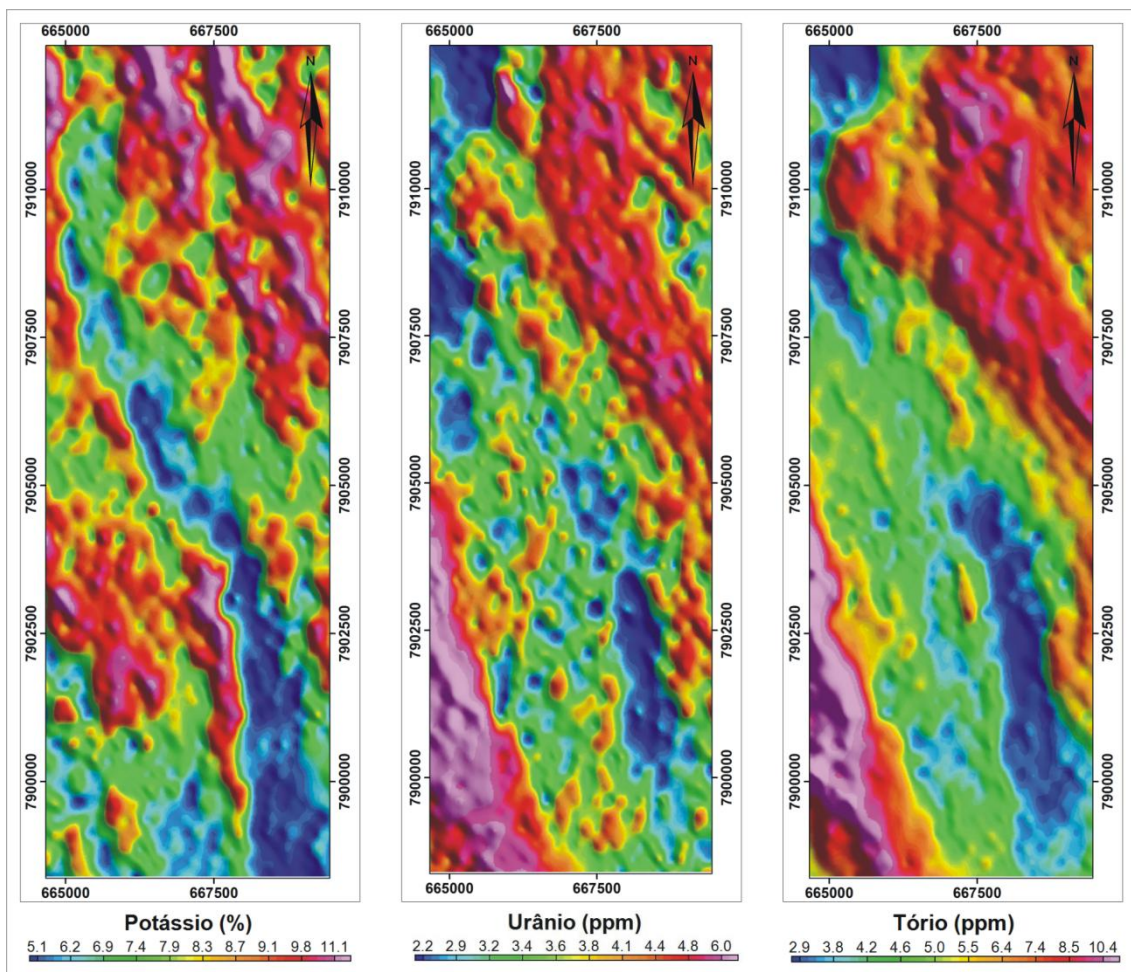 665000 667500
665000 667500
665000 667500
N
N
N
7910000 7910000
7910000 7910000
7910000 7910000
7907500 7907500
7907500 7907500
7907500 7907500
7905000 7905000
7905000 7905000
7905000 7905000
7902500 7902500
7902500 7902500
7902500 7902500
7900000 7900000
7900000 7900000
7900000 7900000
665000 667500
665000 667500
665000 667500
Potássio (%)
5.1 6.2 6.9 7.4 7.9 8.3 8.7 9.1 9.8 11.1
Urânio (ppm)
2.2 2.9 3.2 3.4 3.6 3.8 4.1 4.4 4.8 6.0
Tório (ppm)
2.9 3.8 4.2 4.6 5.0 5.5 6.4 7.4 8.5 10.4